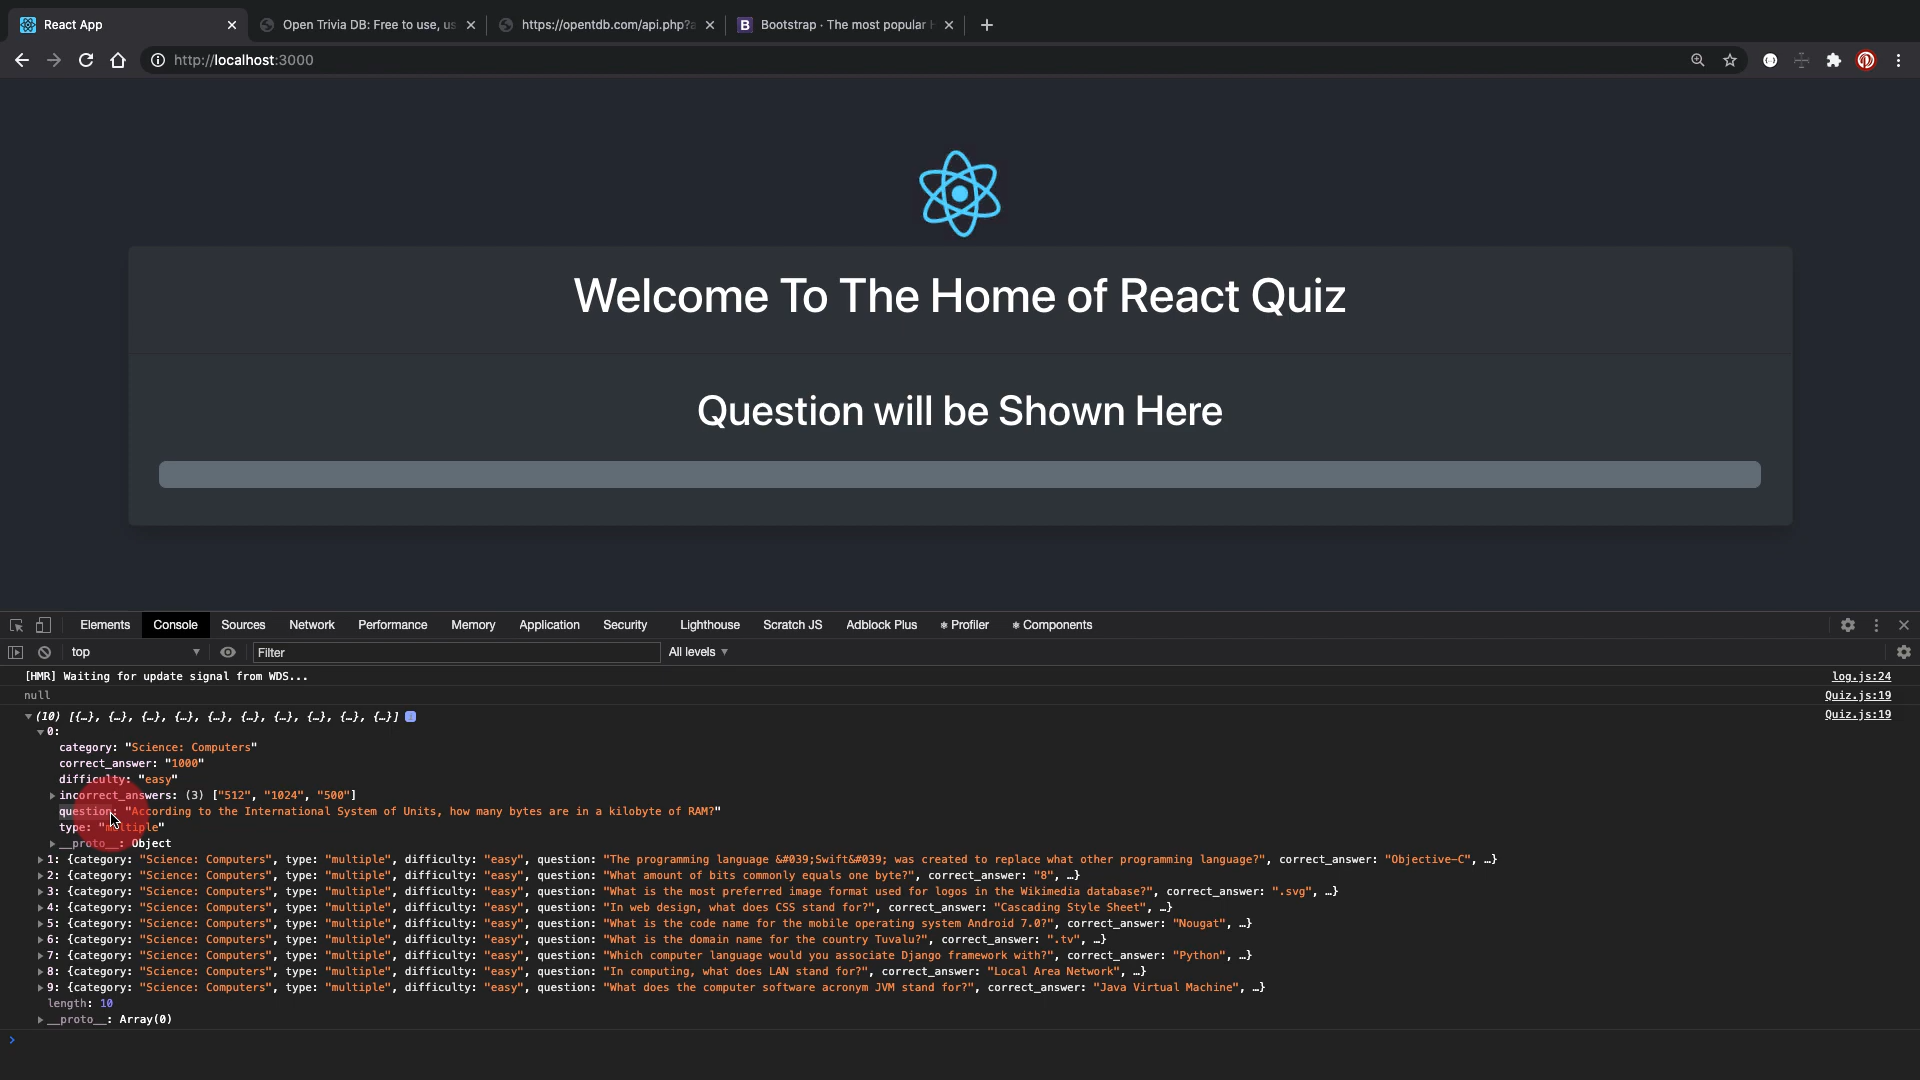 React App
Open Trivia DB: Free to use, us
https://opentdb.com/api.php?a
B Bootstrap · The most popular H
http://localhost:3000
Welcome To The Home of React Quiz
Question will be Shown Here
Elements Console Sources Network Performance Memory Application Security Lighthouse Scratch JS Adblock Plus Profiler Components
top Filter All levels
[HMR] Waiting for update signal from WDS... log.js:24
null Quiz.js:19
(10) [{…}, {…}, {…}, {…}, {…}, {…}, {…}, {…}, {…}, {…}] i Quiz.js:19
0:
category: "Science: Computers"
correct_answer: "1000"
difficulty: "easy"
incorrect_answers: (3) ["512", "1024", "500"]
question: "According to the International System of Units, how many bytes are in a kilobyte of RAM?"
type: "multiple"
__proto__: Object
1: {category: "Science: Computers", type: "multiple", difficulty: "easy", question: "The programming language &#039;Swift&#039; was created to replace what other programming language?", correct_answer: "Objective-C", …}
2: {category: "Science: Computers", type: "multiple", difficulty: "easy", question: "What amount of bits commonly equals one byte?", correct_answer: "8", …}
3: {category: "Science: Computers", type: "multiple", difficulty: "easy", question: "What is the most preferred image format used for logos in the Wikimedia database?", correct_answer: ".svg", …}
4: {category: "Science: Computers", type: "multiple", difficulty: "easy", question: "In web design, what does CSS stand for?", correct_answer: "Cascading Style Sheet", …}
5: {category: "Science: Computers", type: "multiple", difficulty: "easy", question: "What is the code name for the mobile operating system Android 7.0?", correct_answer: "Nougat", …}
6: {category: "Science: Computers", type: "multiple", difficulty: "easy", question: "What is the domain name for the country Tuvalu?", correct_answer: ".tv", …}
7: {category: "Science: Computers", type: "multiple", difficulty: "easy", question: "Which computer language would you associate Django framework with?", correct_answer: "Python", …}
8: {category: "Science: Computers", type: "multiple", difficulty: "easy", question: "In computing, what does LAN stand for?", correct_answer: "Local Area Network", …}
9: {category: "Science: Computers", type: "multiple", difficulty: "easy", question: "What does the computer software acronym JVM stand for?", correct_answer: "Java Virtual Machine", …}
length: 10
__proto__: Array(0)